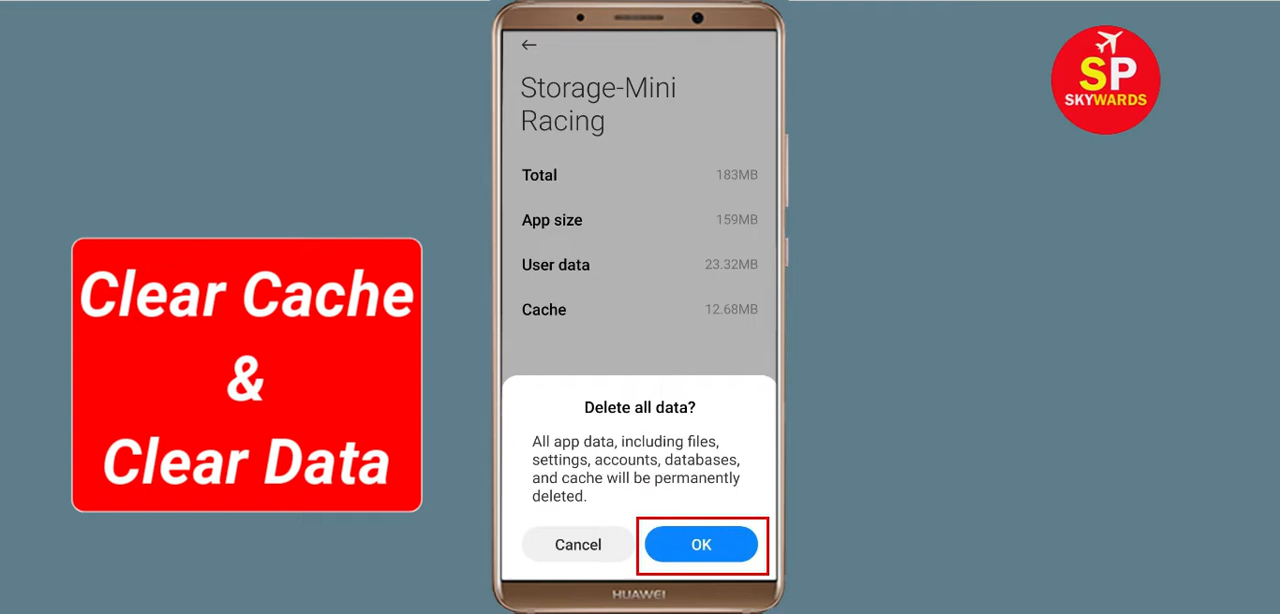 Storage-Mini
Racing
Total 183MB
App size 159MB
User data 23.32MB
Cache 12.68MB
Delete all data?
All app data, including files,
settings, accounts, databases,
and cache will be permanently
deleted.
Cancel OK
HUAWEI
Clear Cache
&
Clear Data
SP
SKYWARDS